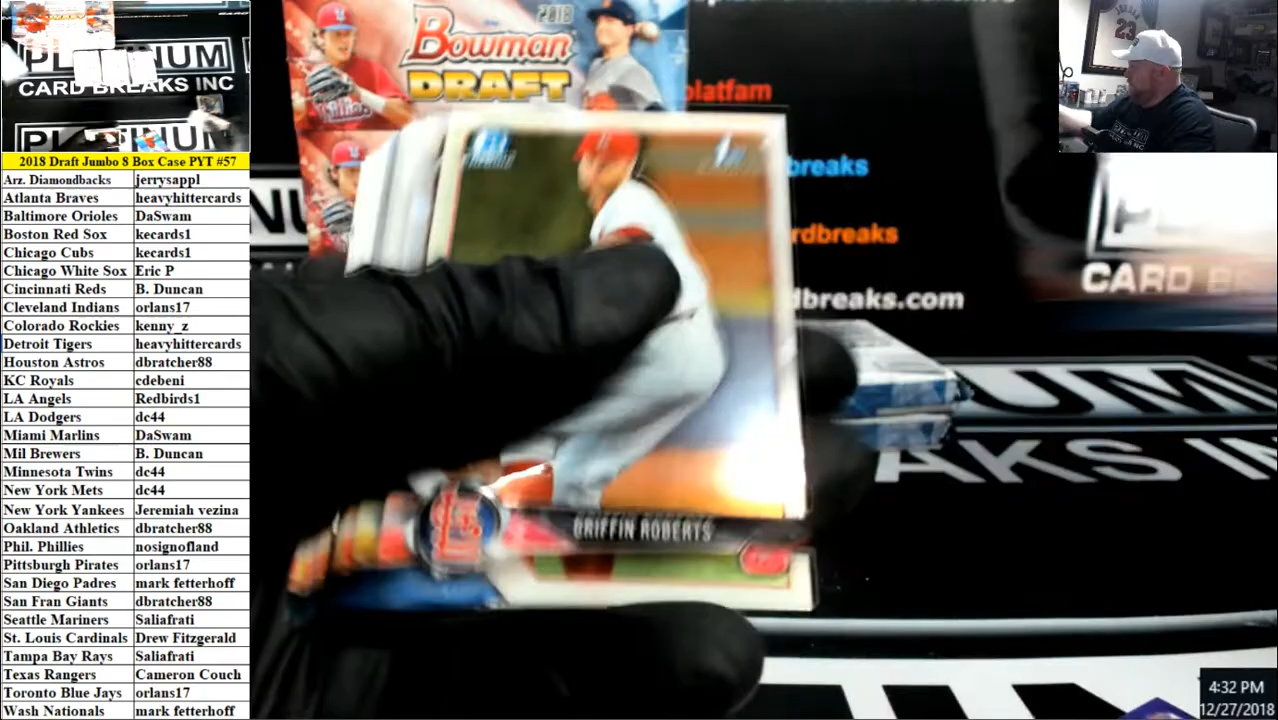 PLATINUM
CARD BREAKS INC
2018 Draft Jumbo 8 Box Case PYT #57
Arz. Diamondbacks jerrysappl
Atlanta Braves heavyhittercards
Baltimore Orioles DaSwam
Boston Red Sox kecards1
Chicago Cubs kecards1
Chicago White Sox Eric P
Cincinnati Reds B. Duncan
Cleveland Indians orlans17
Colorado Rockies kenny_z
Detroit Tigers heavyhittercards
Houston Astros dbratcher88
KC Royals cdebeni
LA Angels Redbirds1
LA Dodgers dc44
Miami Marlins DaSwam
Mil Brewers B. Duncan
Minnesota Twins dc44
New York Mets dc44
New York Yankees Jeremiah vezina
Oakland Athletics dbratcher88
Phil. Phillies nosignofland
Pittsburgh Pirates orlans17
San Diego Padres mark fetterhoff
San Fran Giants dbratcher88
Seattle Mariners Saliafrati
St. Louis Cardinals Drew Fitzgerald
Tampa Bay Rays Saliafrati
Texas Rangers Cameron Couch
Toronto Blue Jays orlans17
Wash Nationals mark fetterhoff
2018
Bowman
DRAFT
platfam
breaks
rdbreaks
dbreaks.com
GRIFFIN ROBERTS
CARD B
UM
AKS IN
23
4:32 PM
12/27/2018